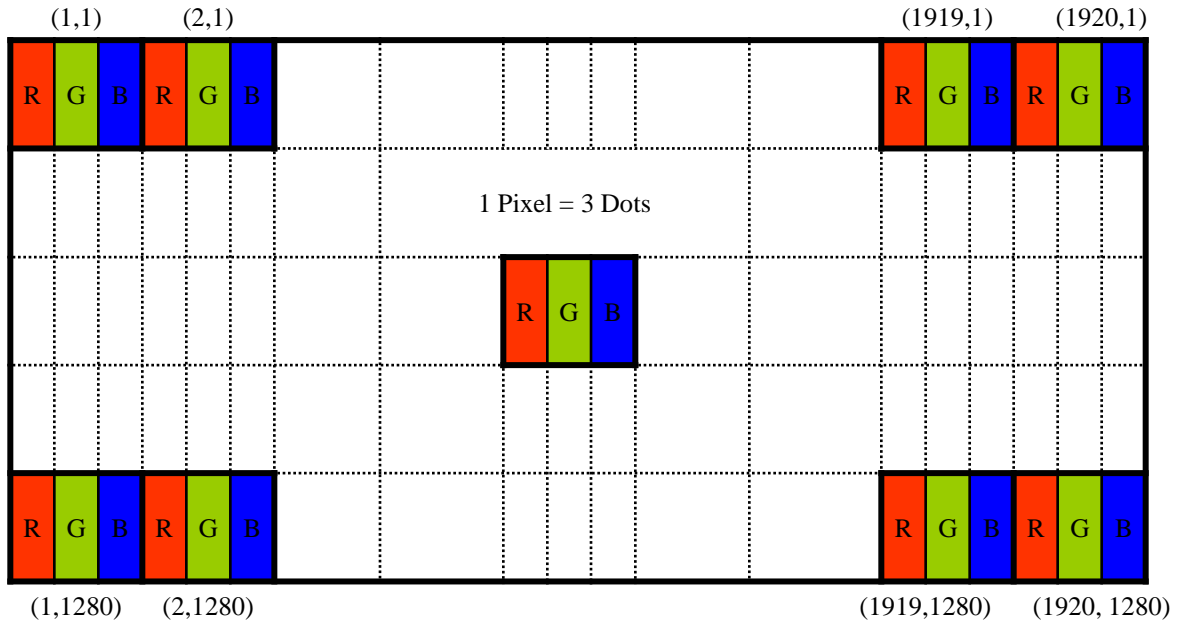 (1,1) (2,1) (1919,1) (1920,1)
R G B R G B R G B R G B
1 Pixel = 3 Dots
R G B
R G B R G B R G B R G B
(1,1280) (2,1280) (1919,1280) (1920, 1280)